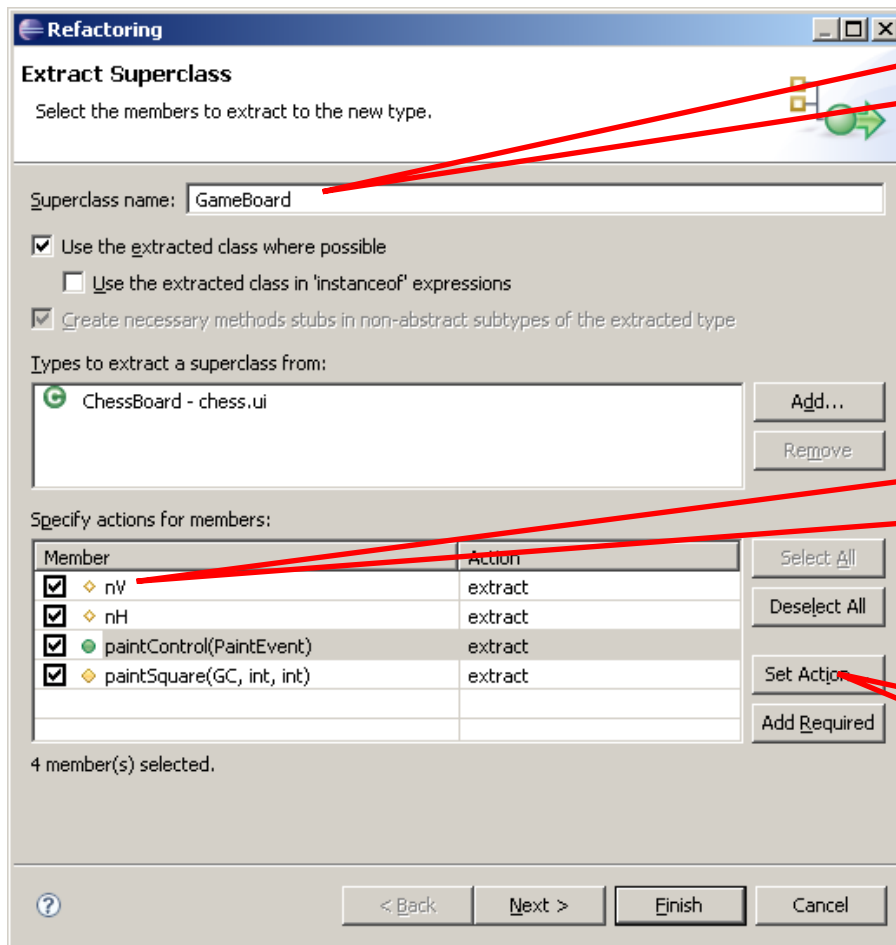 Refactoring
Extract Superclass
Select the members to extract to the new type.
Superclass name: GameBoard
Use the extracted class where possible
Use the extracted class in 'instanceof' expressions
Create necessary methods stubs in non-abstract subtypes of the extracted type
Types to extract a superclass from:
ChessBoard - chess.ui
Add...
Remove
Specify actions for members:
Member Action
nV extract
nH extract
paintControl(PaintEvent) extract
paintSquare(GC, int, int) extract
Select All
Deselect All
Set Action...
Add Required
4 member(s) selected.
< Back Next > Finish Cancel